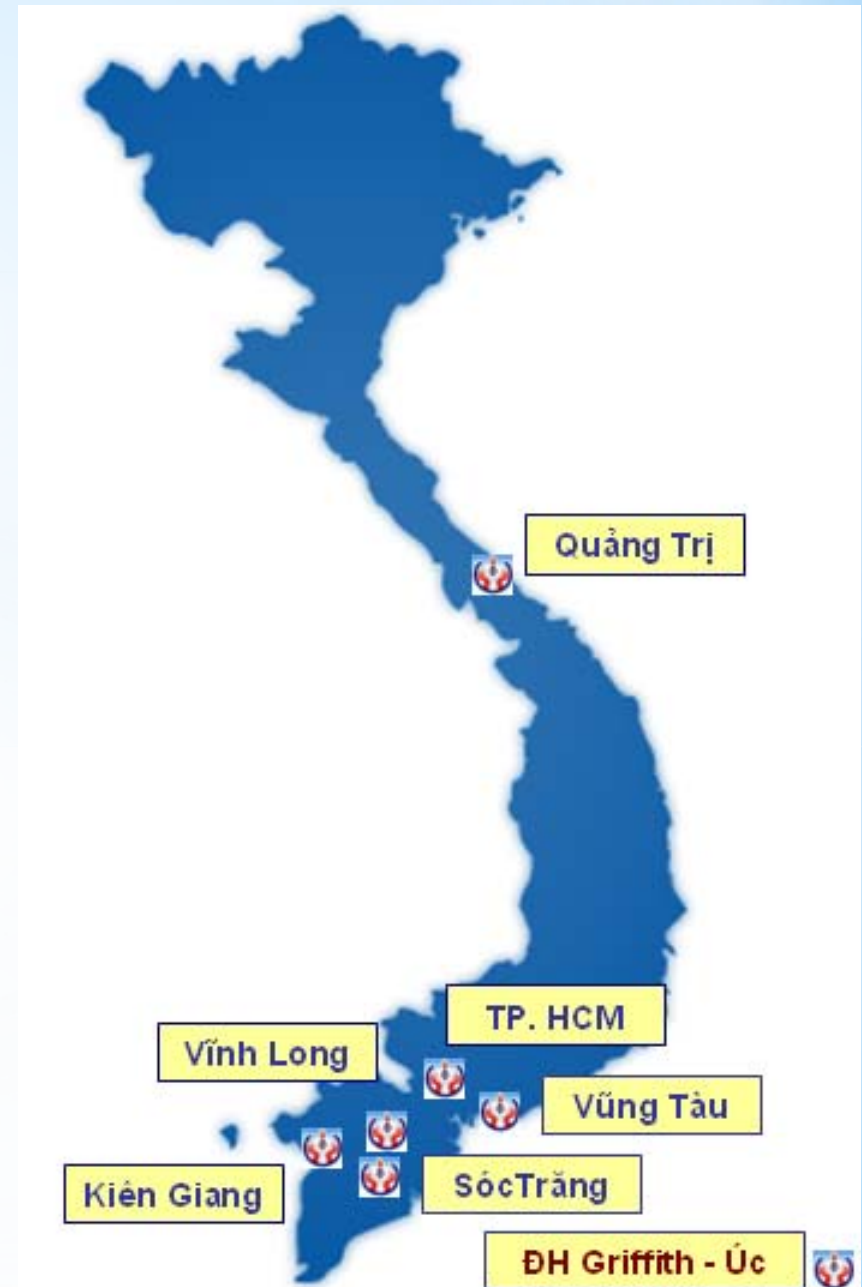 Quảng Trị
TP. HCM
Vĩnh Long
Vũng Tàu
Kiên Giang
SócTrăng
ĐH Griffith - Úc